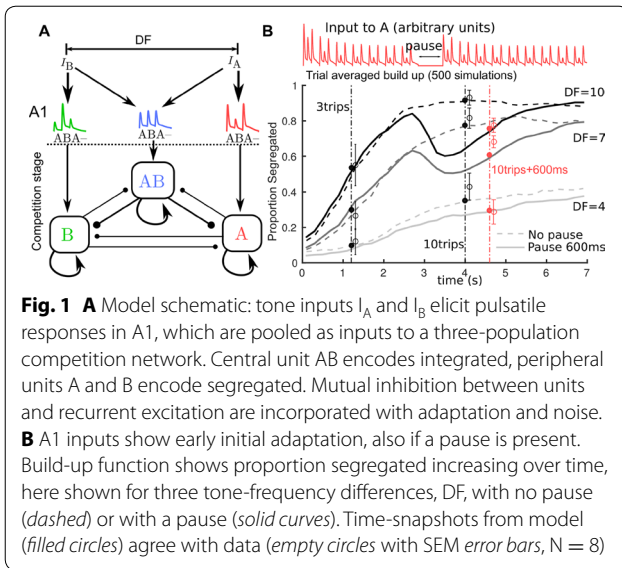 A
DF
I_B
I_A
A1
ABA–
ABA–
ABA–
Competition stage
AB
B
A
B
Input to A (arbitrary units)
pause
Trial averaged build up (500 simulations)
Proportion Segregated
1
0.8
0.6
0.4
0.2
0
3trips
10trips
10trips+600ms
DF=10
DF=7
DF=4
No pause
Pause 600ms
0 1 2 3 4 5 6 7
time (s)
Fig. 1 A Model schematic: tone inputs I_A and I_B elicit pulsatile
responses in A1, which are pooled as inputs to a three-population
competition network. Central unit AB encodes integrated, peripheral
units A and B encode segregated. Mutual inhibition between units
and recurrent excitation are incorporated with adaptation and noise.
B A1 inputs show early initial adaptation, also if a pause is present.
Build-up function shows proportion segregated increasing over time,
here shown for three tone-frequency differences, DF, with no pause
(dashed) or with a pause (solid curves). Time-snapshots from model
(filled circles) agree with data (empty circles with SEM error bars, N = 8)